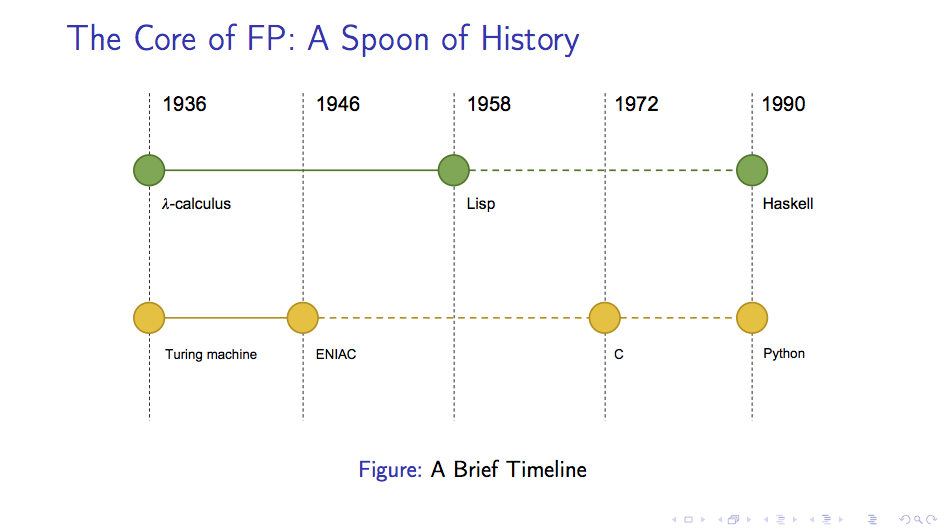 The Core of FP: A Spoon of History
1936 1946 1958 1972 1990
λ-calculus Lisp Haskell
Turing machine ENIAC C Python
Figure: A Brief Timeline